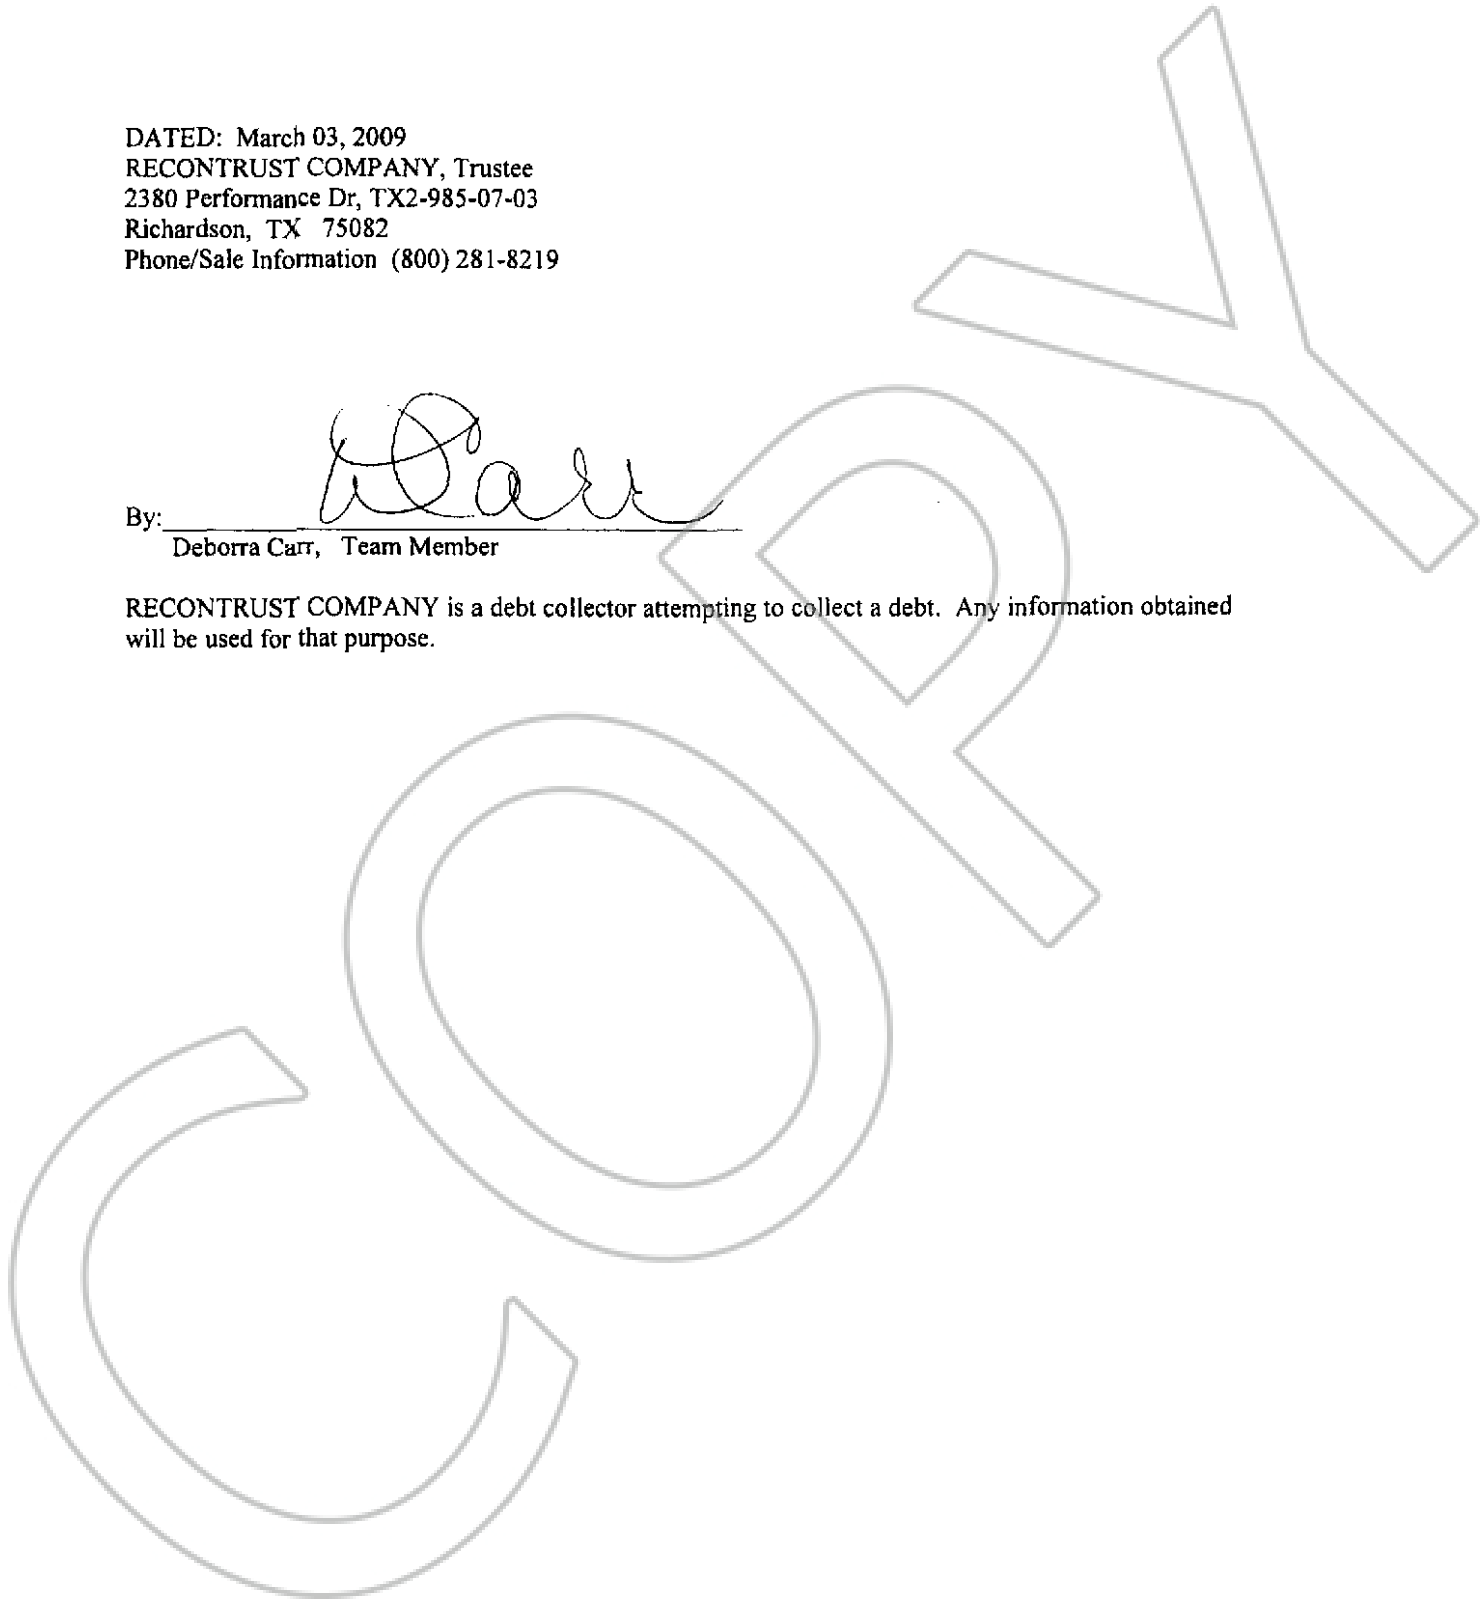 DATED: March 03, 2009
RECONTRUST COMPANY, Trustee
2380 Performance Dr, TX2-985-07-03
Richardson, TX 75082
Phone/Sale Information (800) 281-8219
DCarr
By:
Deborra Carr, Team Member
RECONTRUST COMPANY is a debt collector attempting to collect a debt. Any information obtained
will be used for that purpose.
COPY